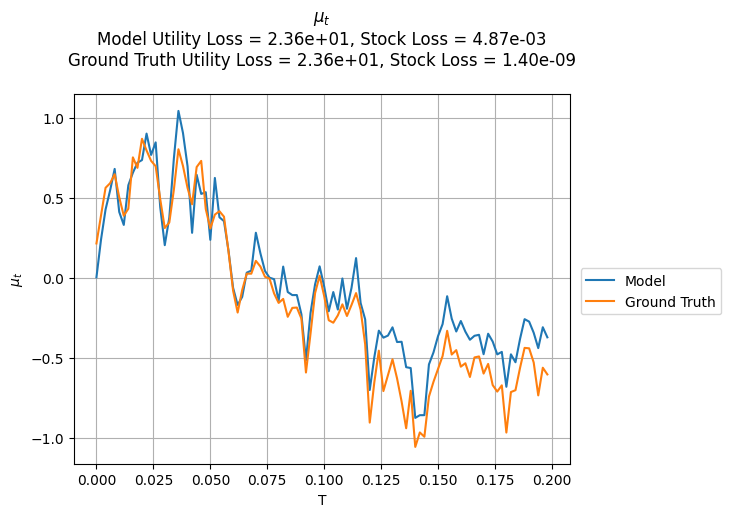 μₜ
Model Utility Loss = 2.36e+01, Stock Loss = 4.87e-03
Ground Truth Utility Loss = 2.36e+01, Stock Loss = 1.40e-09
1.0
0.5
0.0
−0.5
−1.0
μₜ
0.000 0.025 0.050 0.075 0.100 0.125 0.150 0.175 0.200
T
Model
Ground Truth